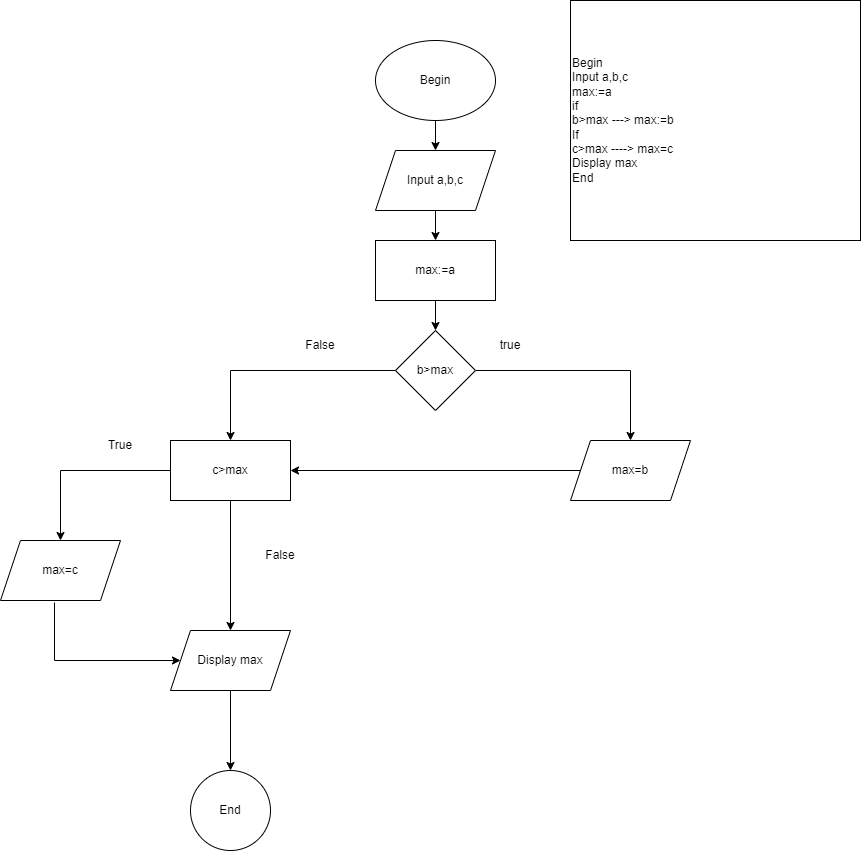 Begin
Input a,b,c
max:=a
if
b>max ---> max:=b
If
c>max ----> max=c
Display max
End
Begin
Input a,b,c
max:=a
False
true
b>max
True
c>max
max=b
False
max=c
Display max
End